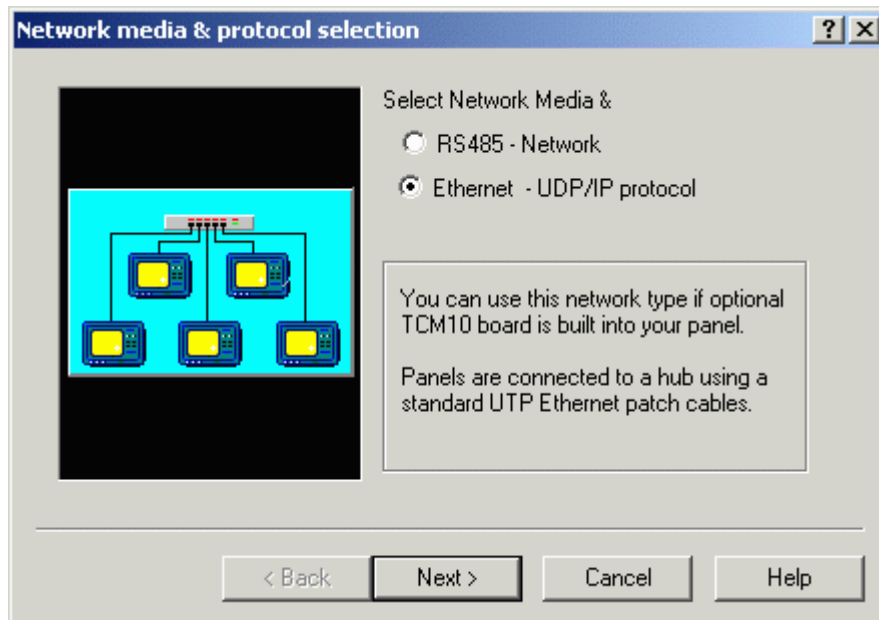 Network media & protocol selection
Select Network Media &
RS485 - Network
Ethernet - UDP/IP protocol
You can use this network type if optional
TCM10 board is built into your panel.
Panels are connected to a hub using a
standard UTP Ethernet patch cables.
< Back
Next >
Cancel
Help